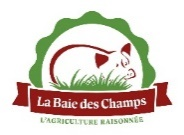 La Baie des Champs
L'AGRICULTURE RAISONNÉE